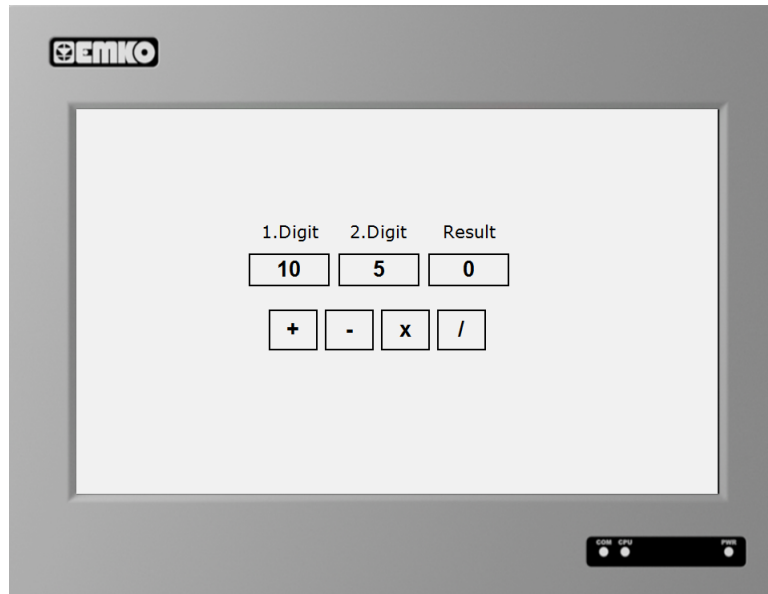 EMKO
1.Digit 2.Digit Result
10 5 0
+ - x /
COM CPU PWR